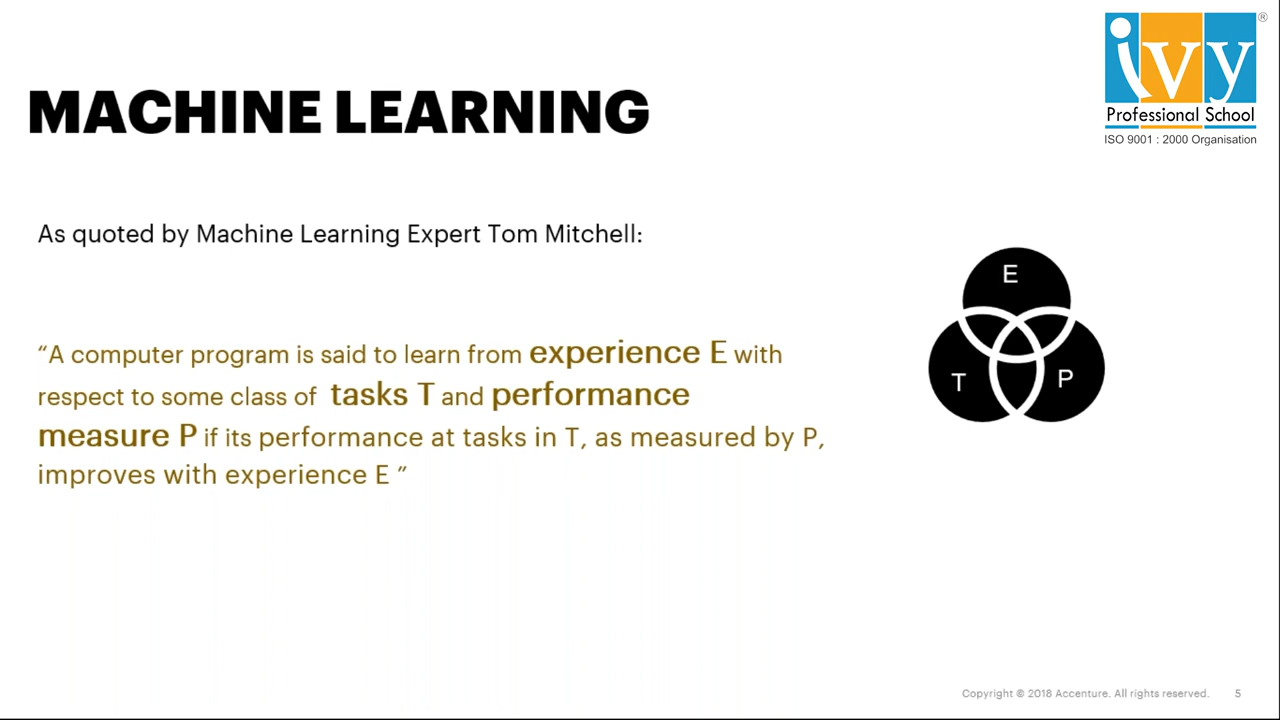 ivy
®
Professional School
ISO 9001 : 2000 Organisation
MACHINE LEARNING
As quoted by Machine Learning Expert Tom Mitchell:
“A computer program is said to learn from experience E with
respect to some class of tasks T and performance
measure P if its performance at tasks in T, as measured by P,
improves with experience E ”
E
T
P
Copyright © 2018 Accenture. All rights reserved. 5